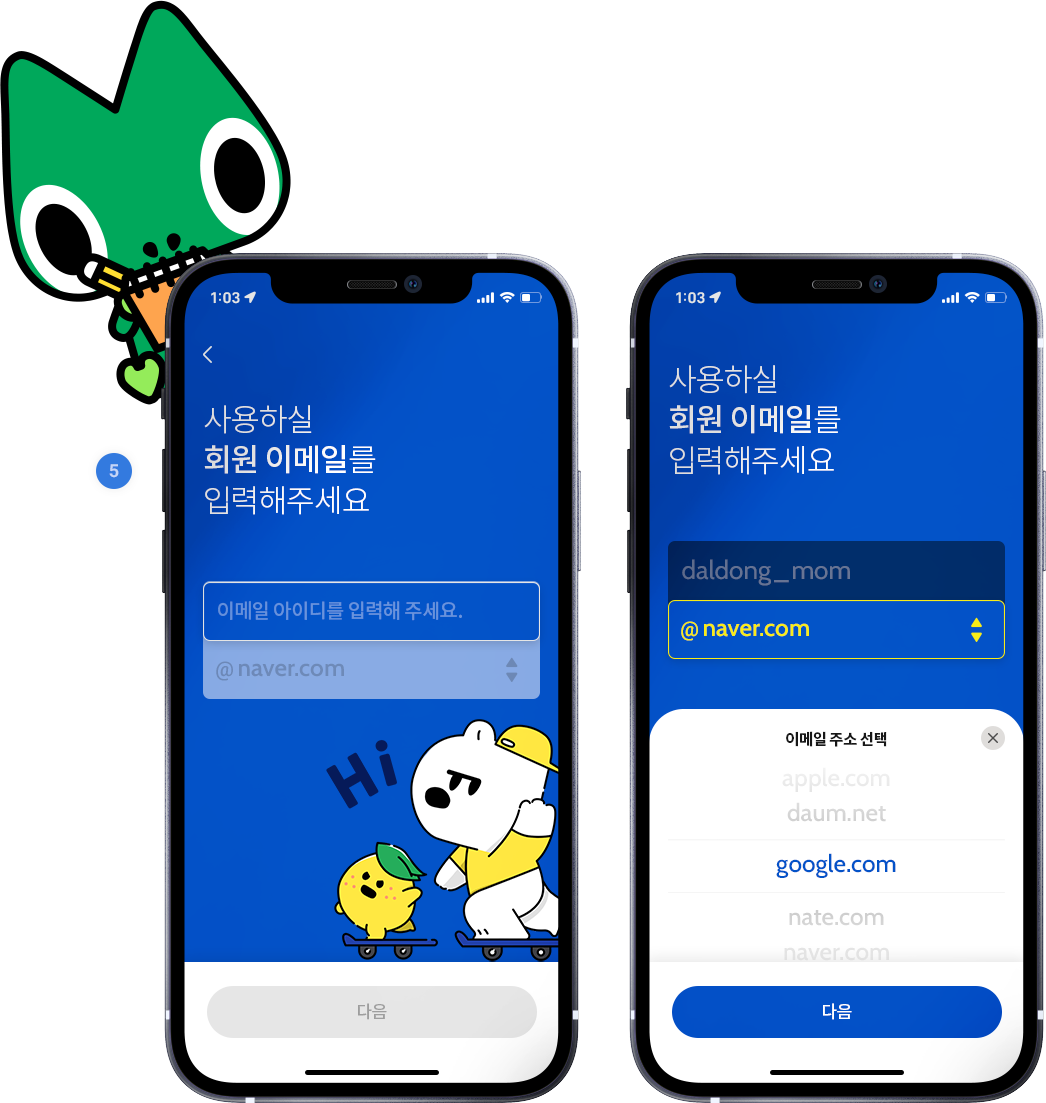 5
1:03
사용하실
회원 이메일를
입력해주세요
이메일 아이디를 입력해 주세요.
@ naver.com
Hi
다음
1:03
사용하실
회원 이메일를
입력해주세요
daldong_mom
@ naver.com
이메일 주소 선택
apple.com
daum.net
google.com
nate.com
naver.com
다음